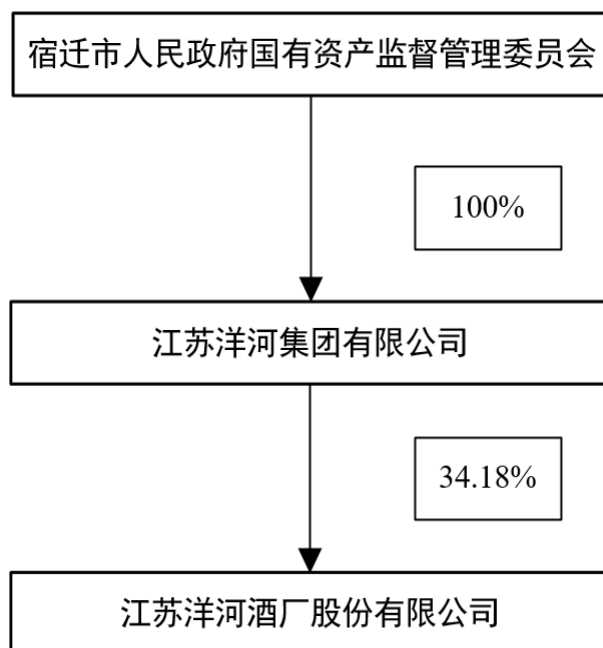 宿迁市人民政府国有资产监督管理委员会
100%
江苏洋河集团有限公司
34.18%
江苏洋河酒厂股份有限公司